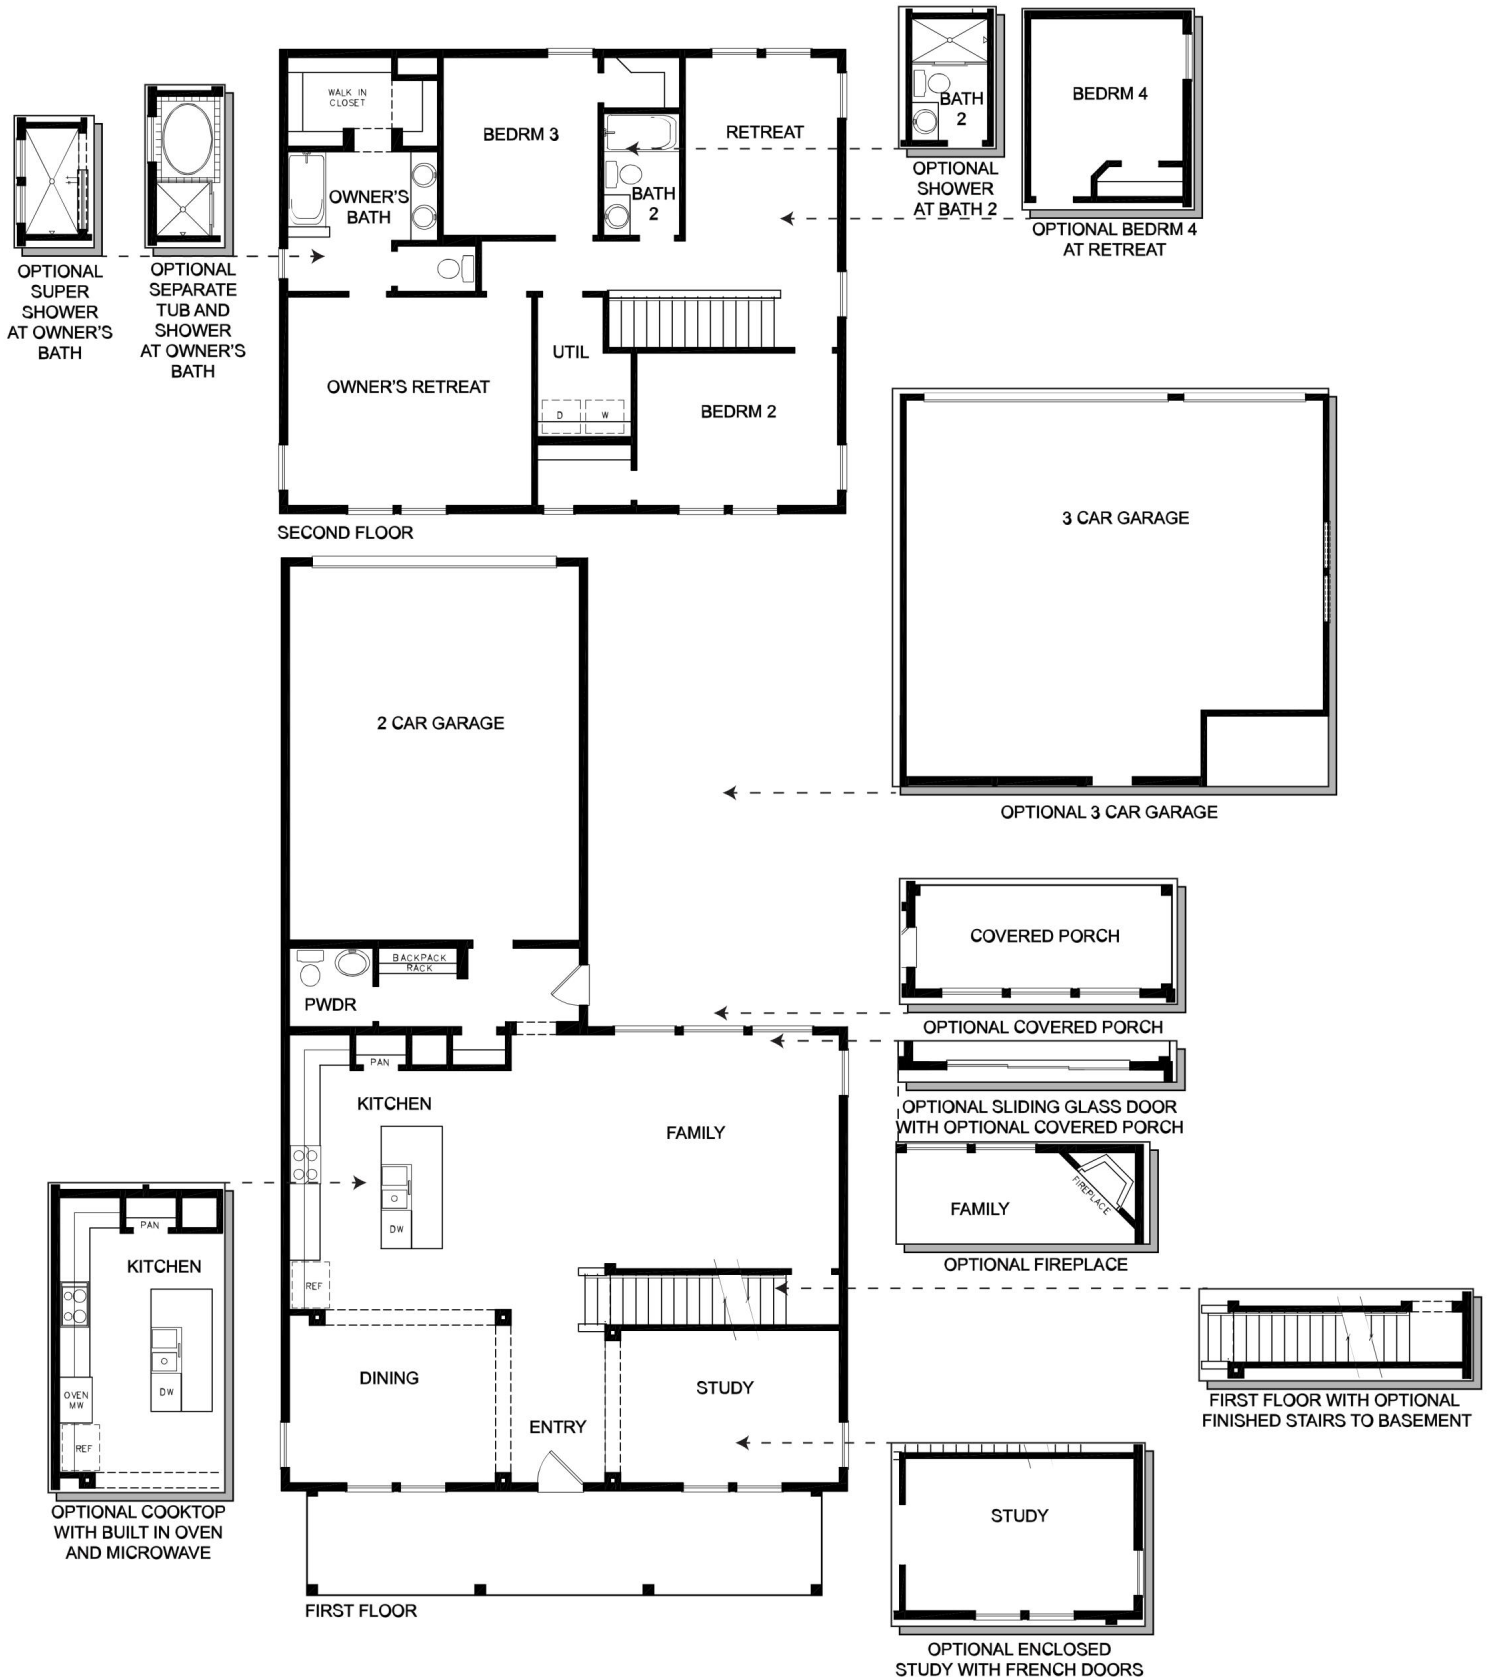 WALK IN
CLOSET
BEDRM 3
RETREAT
OWNER'S
BATH
BATH
2
UTIL
OWNER'S RETREAT
BEDRM 2
D
W
SECOND FLOOR
OPTIONAL
SUPER
SHOWER
AT OWNER'S
BATH
OPTIONAL
SEPARATE
TUB AND
SHOWER
AT OWNER'S
BATH
BATH
2
OPTIONAL
SHOWER
AT BATH 2
BEDRM 4
OPTIONAL BEDRM 4
AT RETREAT
3 CAR GARAGE
OPTIONAL 3 CAR GARAGE
2 CAR GARAGE
BACKPACK
RACK
PWDR
PAN
KITCHEN
FAMILY
DW
REF
DINING
STUDY
ENTRY
FIRST FLOOR
COVERED PORCH
OPTIONAL COVERED PORCH
OPTIONAL SLIDING GLASS DOOR
WITH OPTIONAL COVERED PORCH
FAMILY
FIREPLACE
OPTIONAL FIREPLACE
FIRST FLOOR WITH OPTIONAL
FINISHED STAIRS TO BASEMENT
STUDY
OPTIONAL ENCLOSED
STUDY WITH FRENCH DOORS
PAN
KITCHEN
OVEN
MW
DW
REF
OPTIONAL COOKTOP
WITH BUILT IN OVEN
AND MICROWAVE